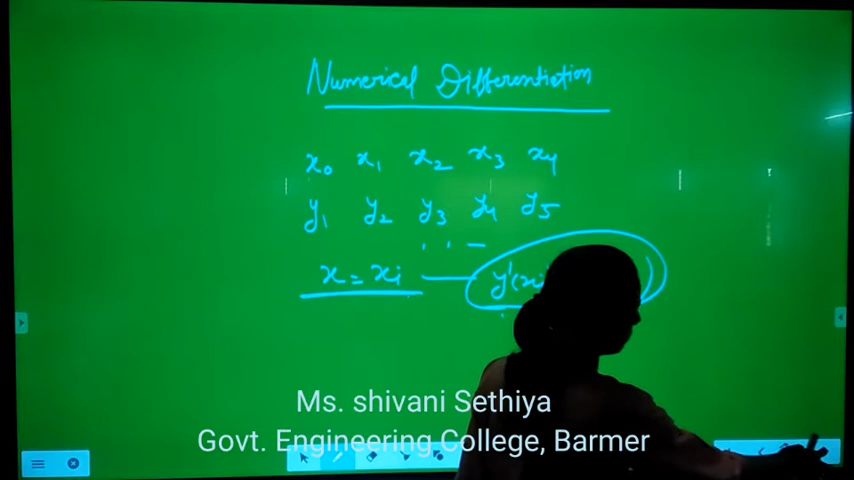 Numerical Differentiation
x₀ x₁ x₂ x₃ x₄
y₁ y₂ y₃ y₄ y₅
x = xᵢ — y'(xᵢ
Ms. shivani Sethiya
Govt. Engineering College, Barmer